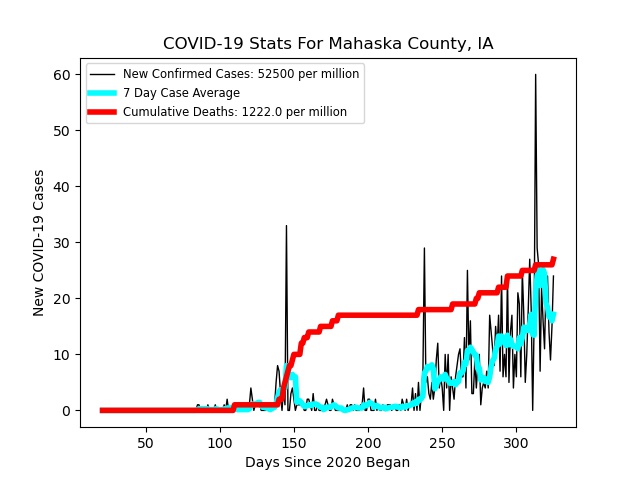 COVID-19 Stats For Mahaska County, IA
New Confirmed Cases: 52500 per million
7 Day Case Average
Cumulative Deaths: 1222.0 per million
New COVID-19 Cases
60
50
40
30
20
10
0
50 100 150 200 250 300
Days Since 2020 Began